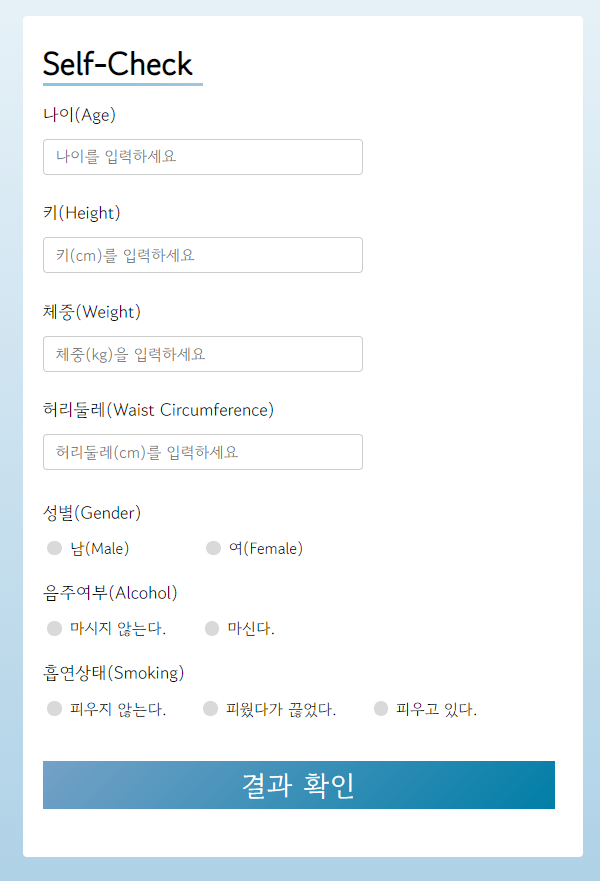 Self-Check
나이(Age)
나이를 입력하세요
키(Height)
키(cm)를 입력하세요
체중(Weight)
체중(kg)을 입력하세요
허리둘레(Waist Circumference)
허리둘레(cm)를 입력하세요
성별(Gender)
남(Male) 여(Female)
음주여부(Alcohol)
마시지 않는다. 마신다.
흡연상태(Smoking)
피우지 않는다. 피웠다가 끊었다. 피우고 있다.
결과 확인